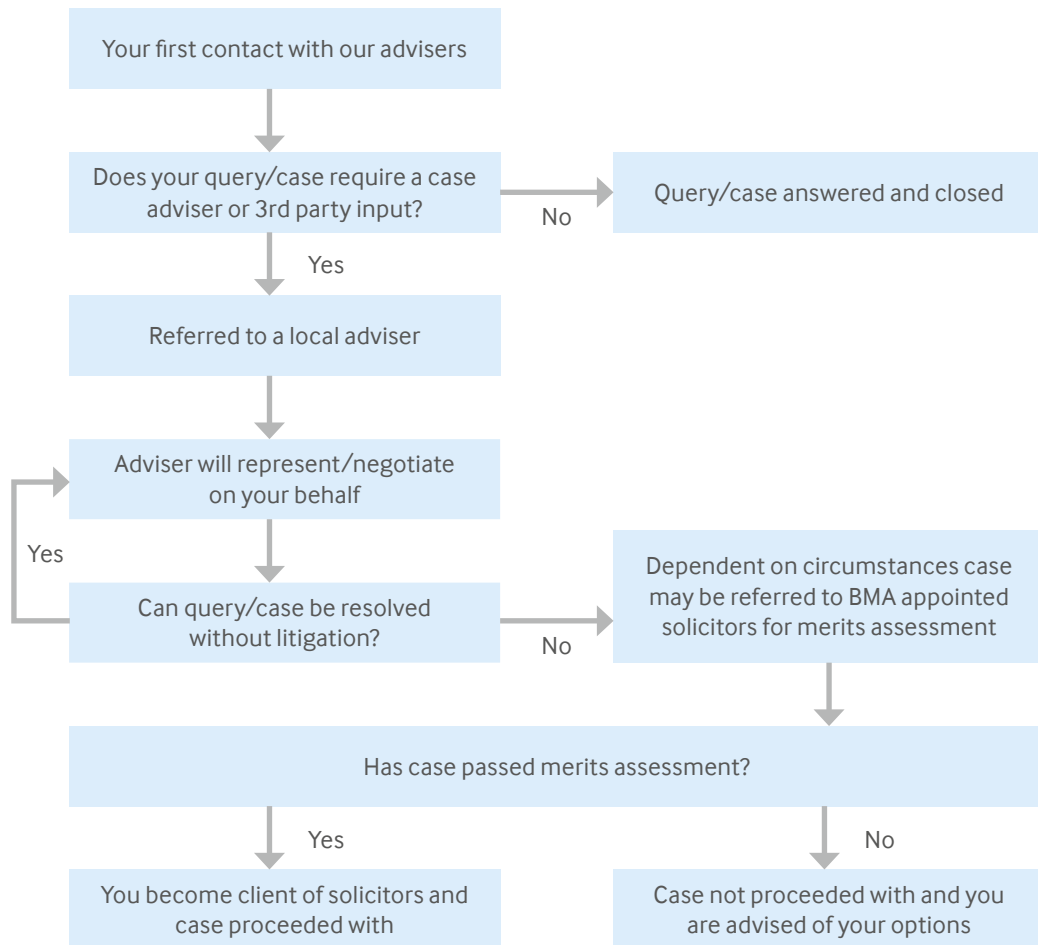 Your first contact with our advisers
Does your query/case require a case
adviser or 3rd party input?
No
Query/case answered and closed
Yes
Referred to a local adviser
Adviser will represent/negotiate
on your behalf
Yes
Can query/case be resolved
without litigation?
No
Dependent on circumstances case
may be referred to BMA appointed
solicitors for merits assessment
Has case passed merits assessment?
Yes
No
You become client of solicitors and
case proceeded with
Case not proceeded with and you
are advised of your options